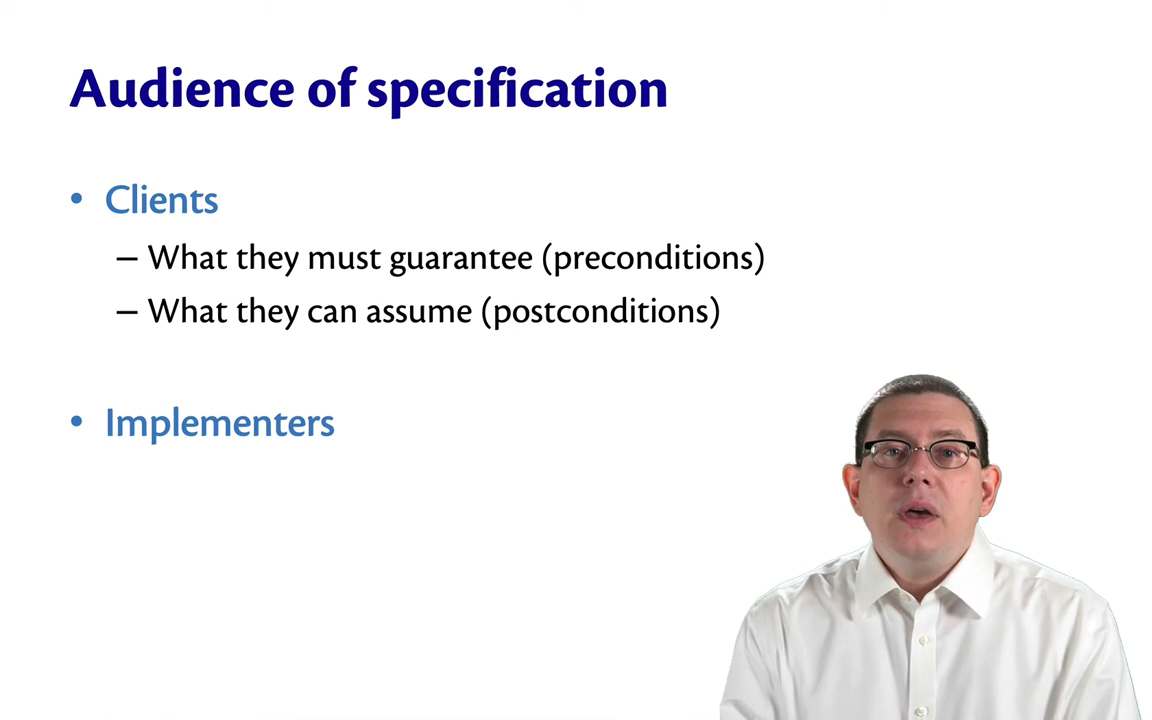 Audience of specification
• Clients
– What they must guarantee (preconditions)
– What they can assume (postconditions)
• Implementers